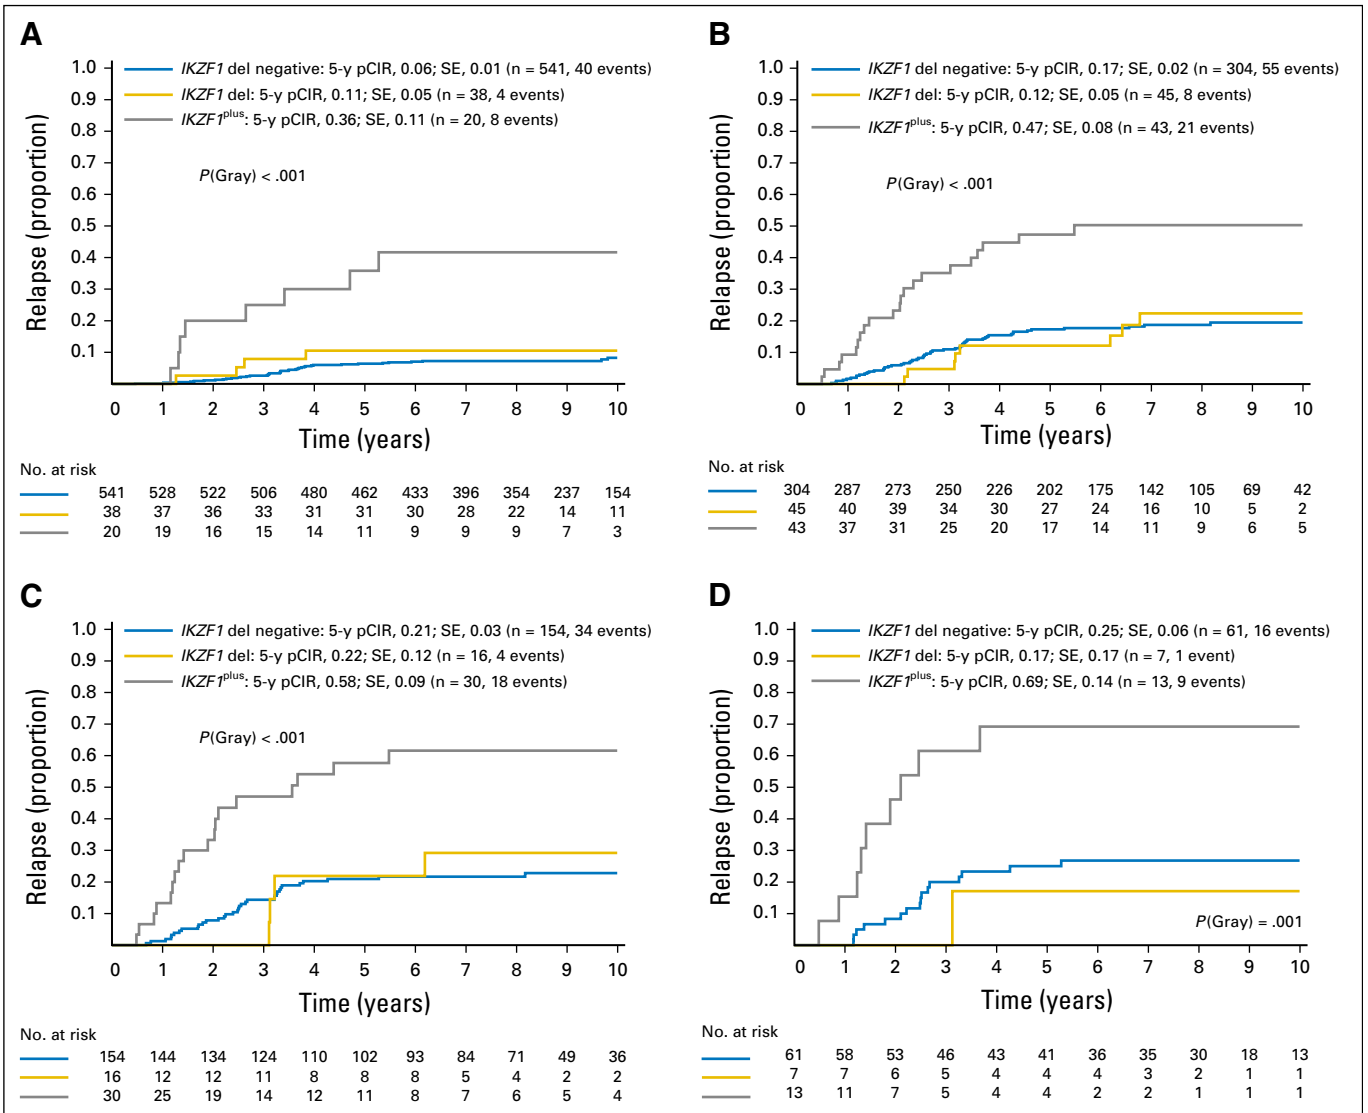 A
IKZF1 del negative: 5-y pCIR, 0.06; SE, 0.01 (n = 541, 40 events)
IKZF1 del: 5-y pCIR, 0.11; SE, 0.05 (n = 38, 4 events)
IKZF1plus: 5-y pCIR, 0.36; SE, 0.11 (n = 20, 8 events)
P(Gray) < .001
Relapse (proportion)
1.0
0.9
0.8
0.7
0.6
0.5
0.4
0.3
0.2
0.1
0 1 2 3 4 5 6 7 8 9 10
Time (years)
No. at risk
541 528 522 506 480 462 433 396 354 237 154
38 37 36 33 31 31 30 28 22 14 11
20 19 16 15 14 11 9 9 9 7 3
B
IKZF1 del negative: 5-y pCIR, 0.17; SE, 0.02 (n = 304, 55 events)
IKZF1 del: 5-y pCIR, 0.12; SE, 0.05 (n = 45, 8 events)
IKZF1plus: 5-y pCIR, 0.47; SE, 0.08 (n = 43, 21 events)
P(Gray) < .001
Relapse (proportion)
1.0
0.9
0.8
0.7
0.6
0.5
0.4
0.3
0.2
0.1
0 1 2 3 4 5 6 7 8 9 10
Time (years)
No. at risk
304 287 273 250 226 202 175 142 105 69 42
45 40 39 34 30 27 24 16 10 5 2
43 37 31 25 20 17 14 11 9 6 5
C
IKZF1 del negative: 5-y pCIR, 0.21; SE, 0.03 (n = 154, 34 events)
IKZF1 del: 5-y pCIR, 0.22; SE, 0.12 (n = 16, 4 events)
IKZF1plus: 5-y pCIR, 0.58; SE, 0.09 (n = 30, 18 events)
P(Gray) < .001
Relapse (proportion)
1.0
0.9
0.8
0.7
0.6
0.5
0.4
0.3
0.2
0.1
0 1 2 3 4 5 6 7 8 9 10
Time (years)
No. at risk
154 144 134 124 110 102 93 84 71 49 36
16 12 12 11 8 8 8 5 4 2 2
30 25 19 14 12 11 8 7 6 5 4
D
IKZF1 del negative: 5-y pCIR, 0.25; SE, 0.06 (n = 61, 16 events)
IKZF1 del: 5-y pCIR, 0.17; SE, 0.17 (n = 7, 1 event)
IKZF1plus: 5-y pCIR, 0.69; SE, 0.14 (n = 13, 9 events)
P(Gray) = .001
Relapse (proportion)
1.0
0.9
0.8
0.7
0.6
0.5
0.4
0.3
0.2
0.1
0 1 2 3 4 5 6 7 8 9 10
Time (years)
No. at risk
61 58 53 46 43 41 36 35 30 18 13
7 7 6 5 4 4 4 3 2 1 1
13 11 7 5 4 4 2 2 1 1 1